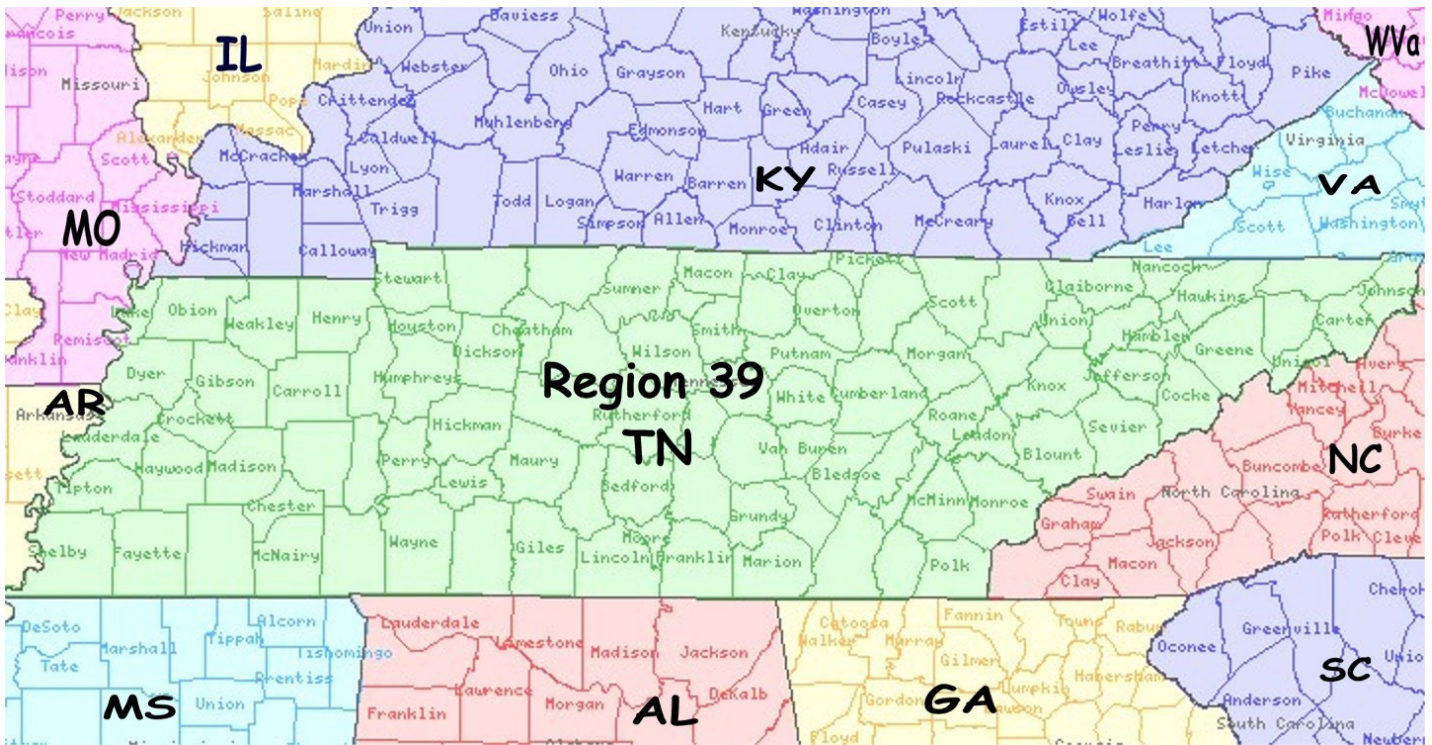 Perry
Jackson
Saline
Union
Daviess
Washington
Estill
Wolfe
Mingo
WVa
IL
Kentucky
Boyle
Lee
Missouri
Johnson
Hardin
Webster
Ohio
Grayson
Lincoln
Breathitt
Floyd
Pike
McDowel
Pope
Crittenden
Muhlenberg
Hart
Green
Casey
Rockcastle
Owsley
Knott
Buchanan
Alexander
Massac
Caldwell
Edmonson
Adair
Pulaski
Laurel
Clay
Perry
Leslie
Letcher
Virginia
Scott
McCracken
Lyon
Warren
Barren
KY
Russell
Wise
VA
Stoddard
Mississippi
Marshall
Trigg
Todd
Logan
Simpson
Allen
Monroe
Clinton
McCreary
Knox
Bell
Harlan
Scott
Washington
MO
New Madrid
Hickman
Calloway
Lee
Stewart
Macon
Clay
Pickett
Claiborne
Hancock
Hawkins
Johnson
Clay
Lake
Obion
Weakley
Henry
Houston
Cheatham
Sumner
Smith
Overton
Scott
Union
Hamblen
Carter
Pemiscot
Dickson
Wilson
Putnam
Morgan
Greene
Unicoi
Avery
Dyer
Gibson
Carroll
Humphreys
Region 39
White
Cumberland
Knox
Jefferson
Cocke
Mitchell
Yancey
AR
Arkansas
Crockett
Hickman
Rutherford
TN
Roane
Loudon
Sevier
Burke
Lauderdale
Haywood
Madison
Perry
Lewis
Maury
Van Buren
Bledsoe
Blount
Buncombe
NC
Tipton
Chester
Bedford
Grundy
McMinn
Monroe
Swain
North Carolina
Graham
Rutherford
Shelby
Fayette
McNairy
Wayne
Giles
Moore
Lincoln
Franklin
Marion
Polk
Jackson
Macon
Clay
Polk
Cleve
DeSoto
Marshall
Tippah
Alcorn
Lauderdale
Limestone
Madison
Jackson
Catoosa
Walker
Murray
Fannin
Towns
Rabun
Cherok
Greenville
Tate
Tishomingo
Prentiss
Gilmer
Oconee
SC
MS
Union
Franklin
Lawrence
Morgan
AL
DeKalb
Gordon
GA
Lumpkin
Dawson
Habersham
Anderson
South Carolina
Floyd
Newberr